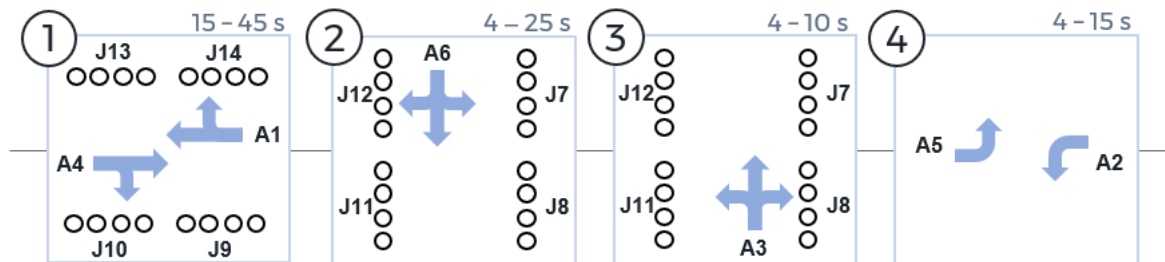 1 15-45 s
J13 J14
A1
A4
J10 J9
2 4-25 s
A6
J12 J7
J11 J8
3 4-10 s
J12 J7
J11 J8
A3
4 4-15 s
A5 A2